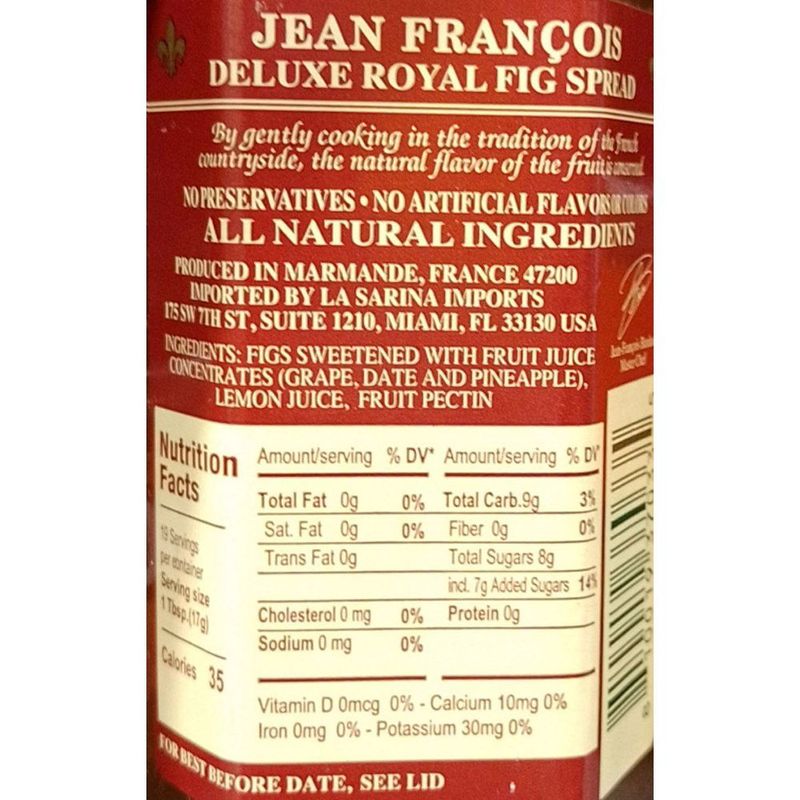 JEAN FRANÇOIS
DELUXE ROYAL FIG SPREAD
By gently cooking in the tradition of the French
countryside, the natural flavor of the fruit is conserved.
NO PRESERVATIVES • NO ARTIFICIAL FLAVORS OR COLORS
ALL NATURAL INGREDIENTS
PRODUCED IN MARMANDE, FRANCE 47200
IMPORTED BY LA SARINA IMPORTS
175 SW 7TH ST, SUITE 1210, MIAMI, FL 33130 USA
INGREDIENTS: FIGS SWEETENED WITH FRUIT JUICE
CONCENTRATES (GRAPE, DATE AND PINEAPPLE),
LEMON JUICE, FRUIT PECTIN
Nutrition
Facts
19 Servings
per container
Serving size
1 Tbsp.(17g)
Calories 35
Amount/serving % DV* Amount/serving % DV
Total Fat 0g 0% Total Carb.9g 3%
Sat. Fat 0g 0% Fiber 0g 0%
Trans Fat 0g Total Sugars 8g
incl. 7g Added Sugars 14%
Cholesterol 0 mg 0% Protein 0g
Sodium 0 mg 0%
Vitamin D 0mcg 0% - Calcium 10mg 0%
Iron 0mg 0% - Potassium 30mg 0%
FOR BEST BEFORE DATE, SEE LID